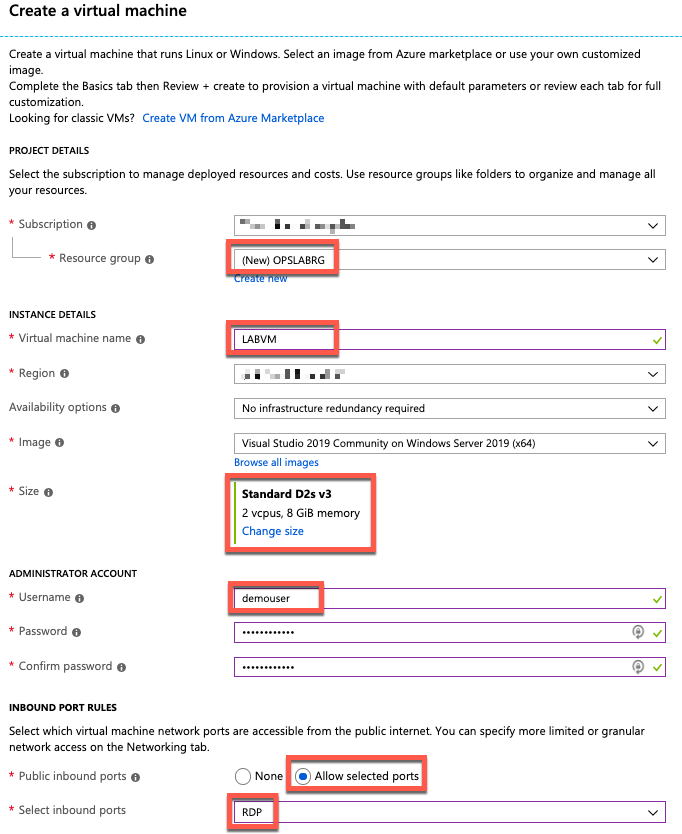 Create a virtual machine
Create a virtual machine that runs Linux or Windows. Select an image from Azure marketplace or use your own customized
image.
Complete the Basics tab then Review + create to provision a virtual machine with default parameters or review each tab for full
customization.
Looking for classic VMs? Create VM from Azure Marketplace
PROJECT DETAILS
Select the subscription to manage deployed resources and costs. Use resource groups like folders to organize and manage all
your resources.
* Subscription
* Resource group (New) OPSLABRG
Create new
INSTANCE DETAILS
* Virtual machine name LABVM
* Region
Availability options No infrastructure redundancy required
* Image Visual Studio 2019 Community on Windows Server 2019 (x64)
Browse all images
* Size Standard D2s v3
2 vcpus, 8 GiB memory
Change size
ADMINISTRATOR ACCOUNT
* Username demouser
* Password ••••••••••••
* Confirm password ••••••••••••
INBOUND PORT RULES
Select which virtual machine network ports are accessible from the public internet. You can specify more limited or granular
network access on the Networking tab.
* Public inbound ports None Allow selected ports
* Select inbound ports RDP